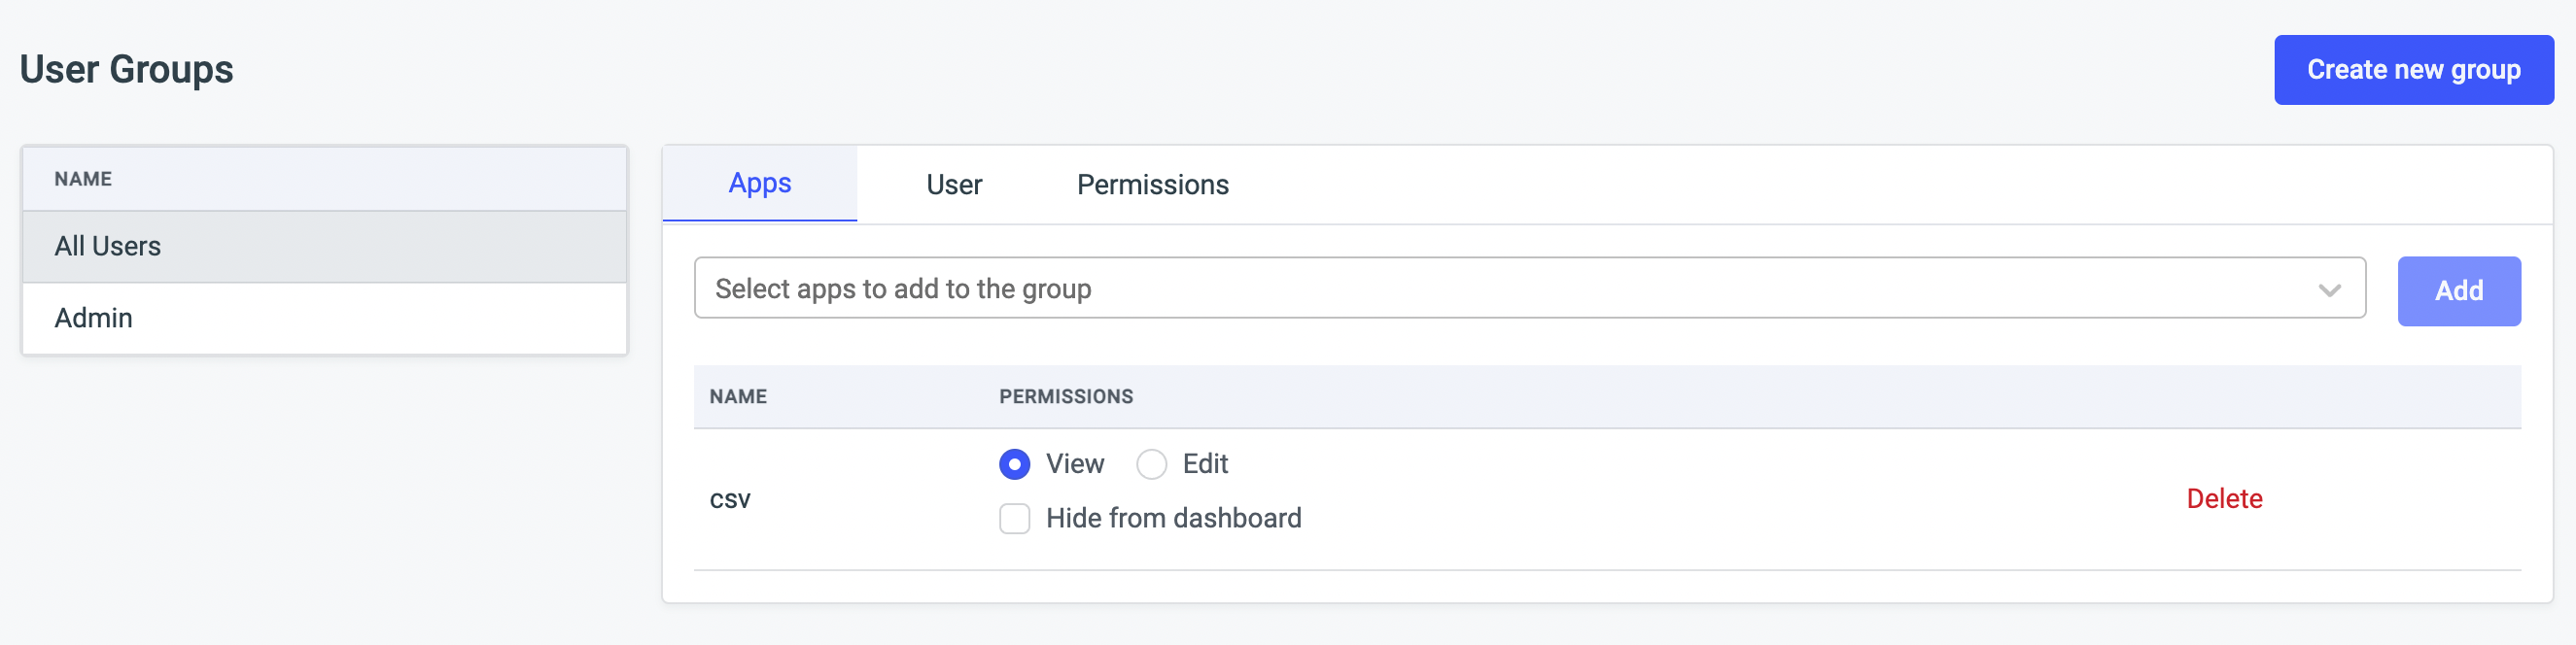 User Groups
Create new group
NAME
All Users
Admin
Apps
User
Permissions
Select apps to add to the group
Add
NAME
PERMISSIONS
csv
View
Edit
Hide from dashboard
Delete